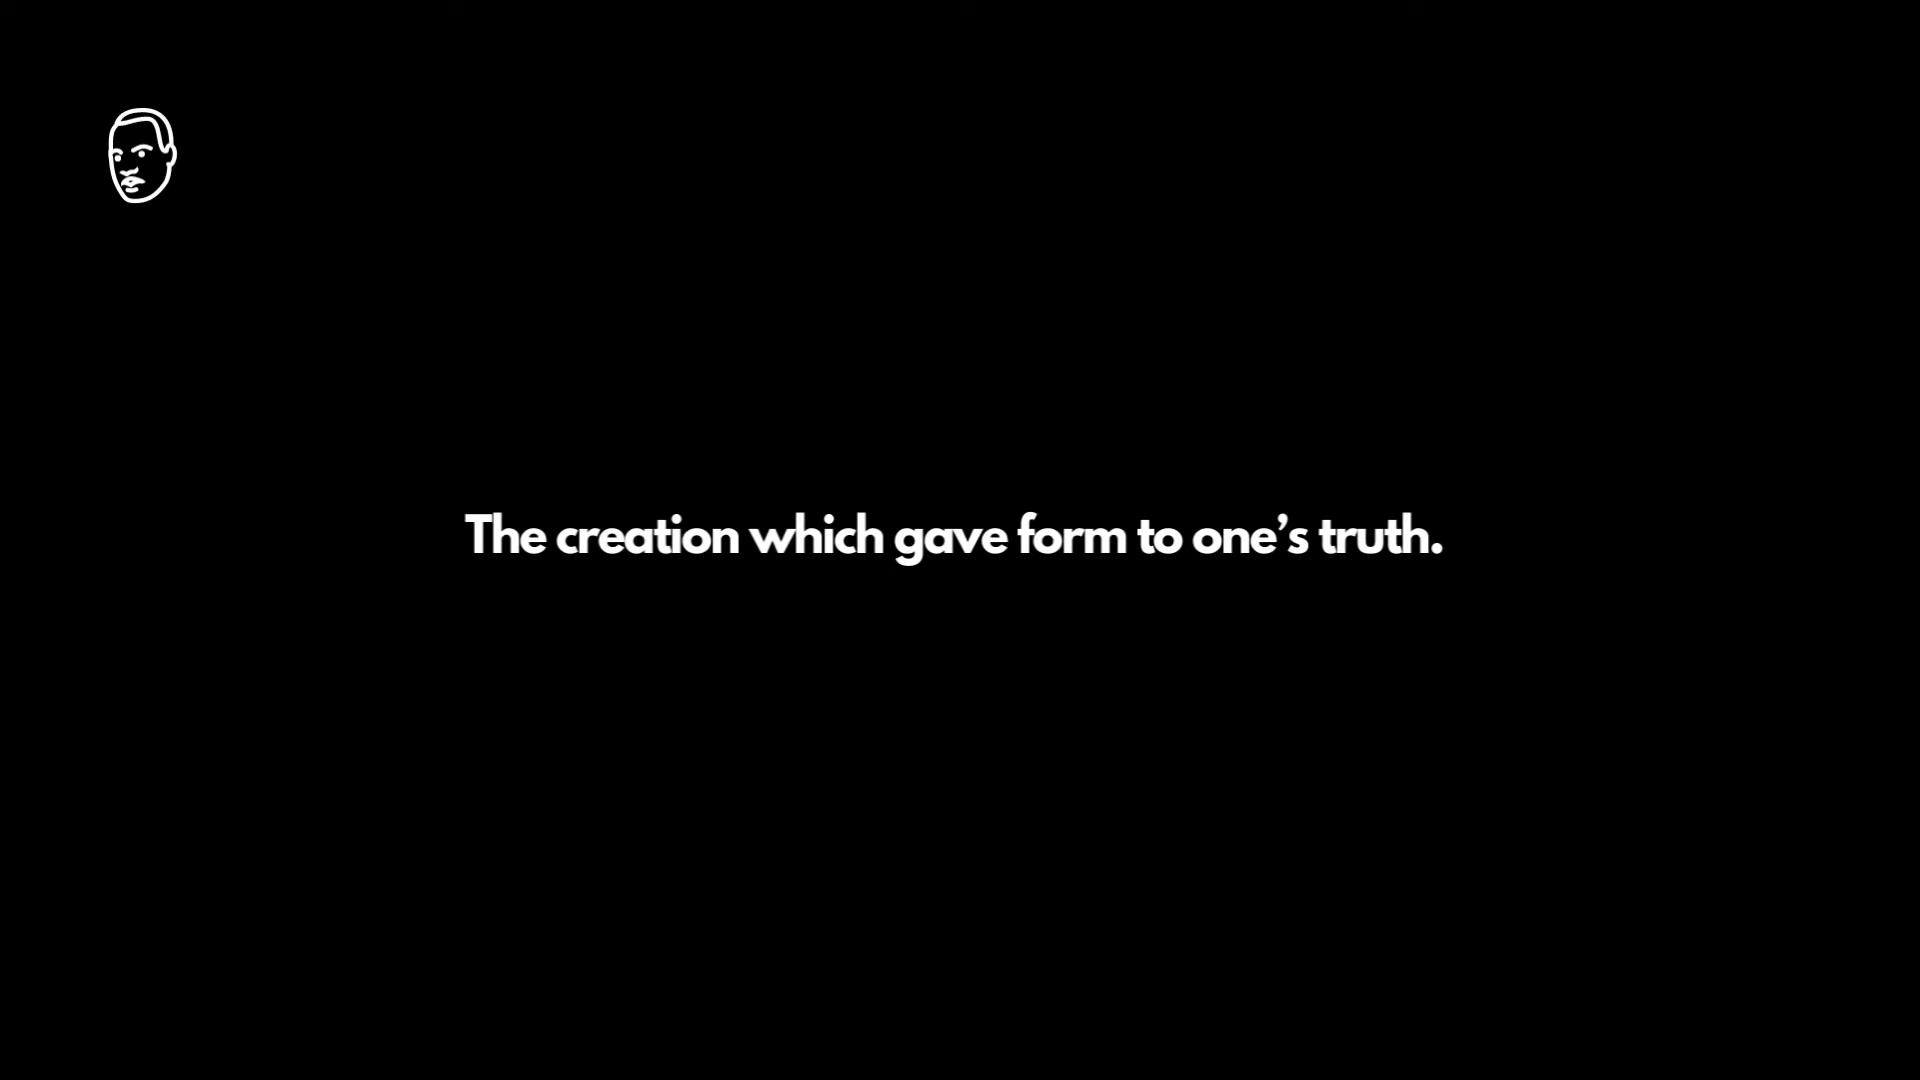 The creation which gave form to one’s truth.